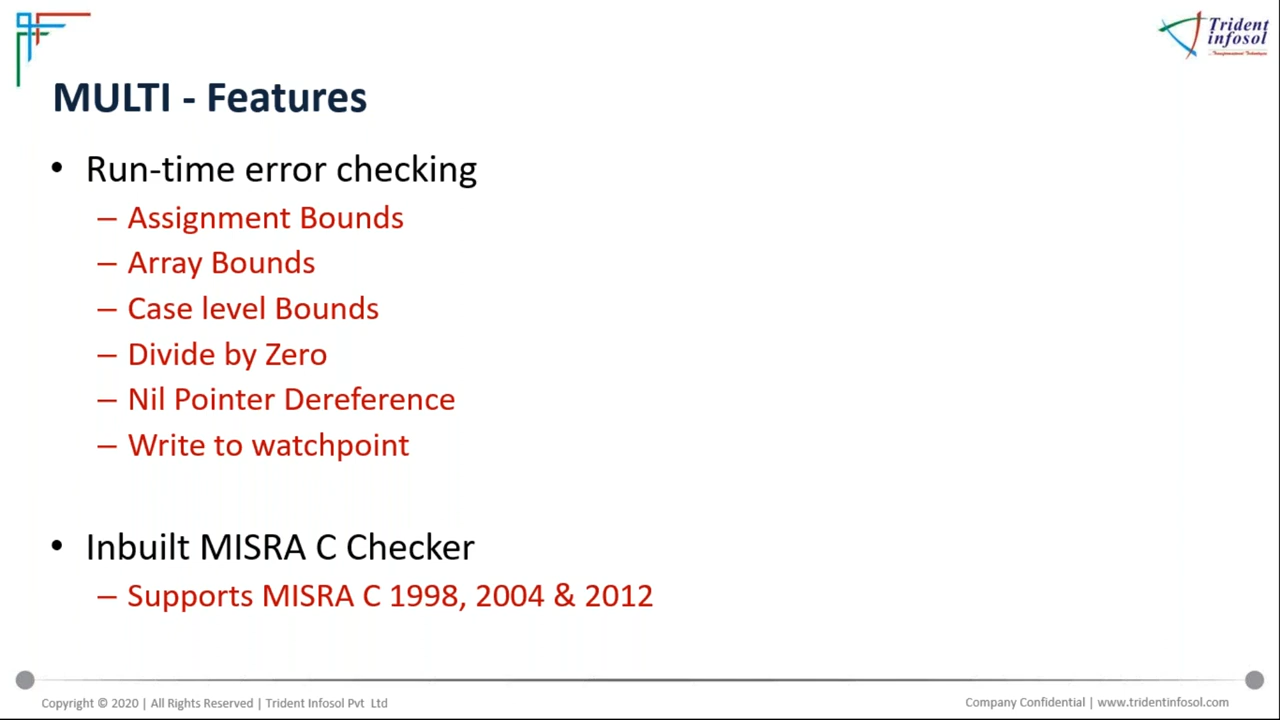 Trident
infosol
MULTI - Features
• Run-time error checking
– Assignment Bounds
– Array Bounds
– Case level Bounds
– Divide by Zero
– Nil Pointer Dereference
– Write to watchpoint
• Inbuilt MISRA C Checker
– Supports MISRA C 1998, 2004 & 2012
Copyright © 2020 | All Rights Reserved | Trident Infosol Pvt Ltd
Company Confidential | www.tridentinfosol.com